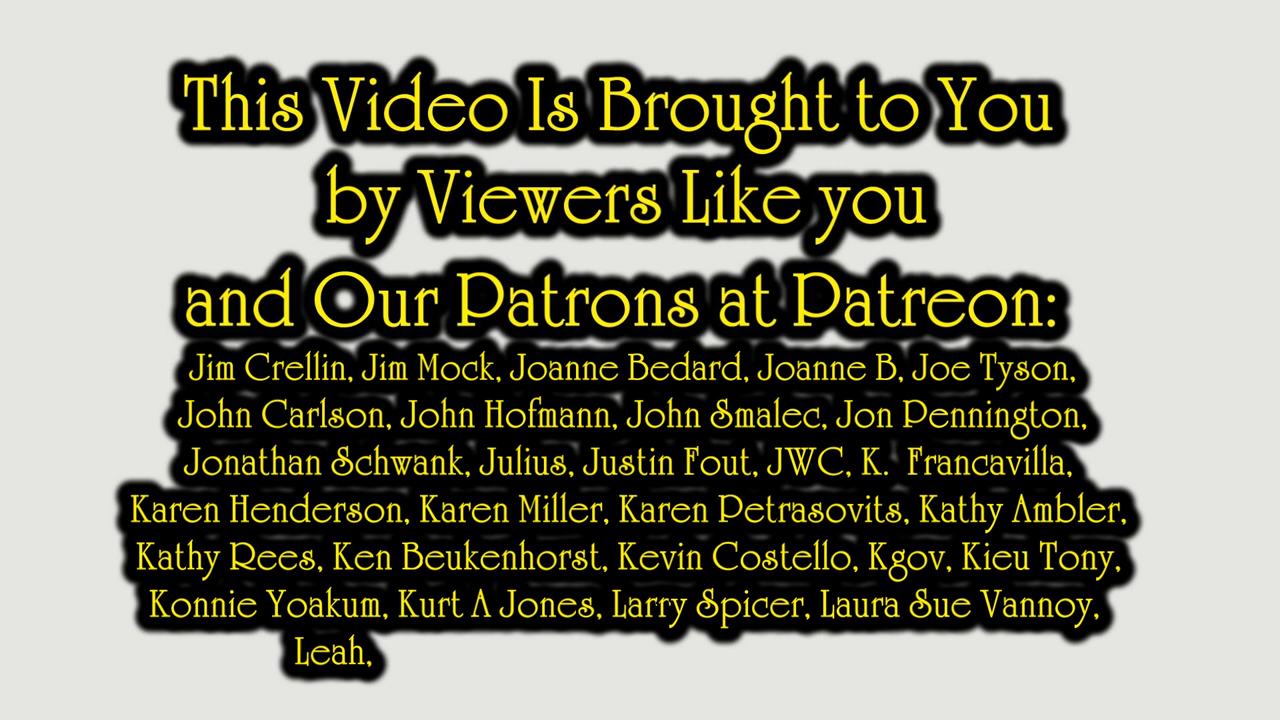 This Video Is Brought to You
by Viewers Like you
and Our Patrons at Patreon:
Jim Crellin, Jim Mock, Joanne Bedard, Joanne B, Joe Tyson,
John Carlson, John Hofmann, John Smalec, Jon Pennington,
Jonathan Schwank, Julius, Justin Fout, JWC, K.  Francavilla,
Karen Henderson, Karen Miller, Karen Petrasovits, Kathy Ambler,
Kathy Rees, Ken Beukenhorst, Kevin Costello, Kgov, Kieu Tony,
Konnie Yoakum, Kurt A Jones, Larry Spicer, Laura Sue Vannoy,
Leah,